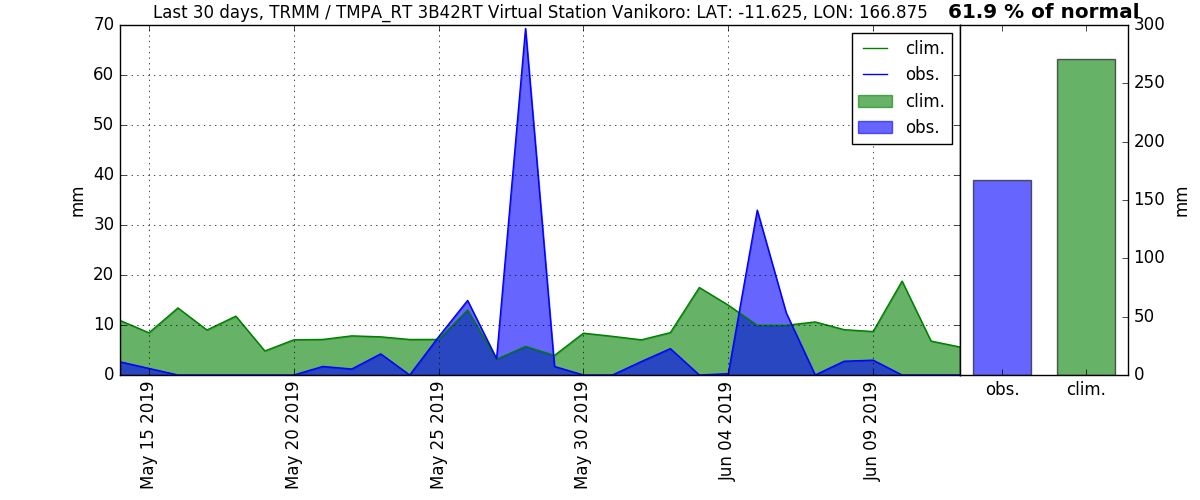 Last 30 days, TRMM / TMPA_RT 3B42RT Virtual Station Vanikoro: LAT: -11.625, LON: 166.875
61.9 % of normal
70
60
50
40
30
20
10
0
mm
clim.
obs.
clim.
obs.
May 15 2019
May 20 2019
May 25 2019
May 30 2019
Jun 04 2019
Jun 09 2019
300
250
200
150
100
50
0
mm
obs.
clim.